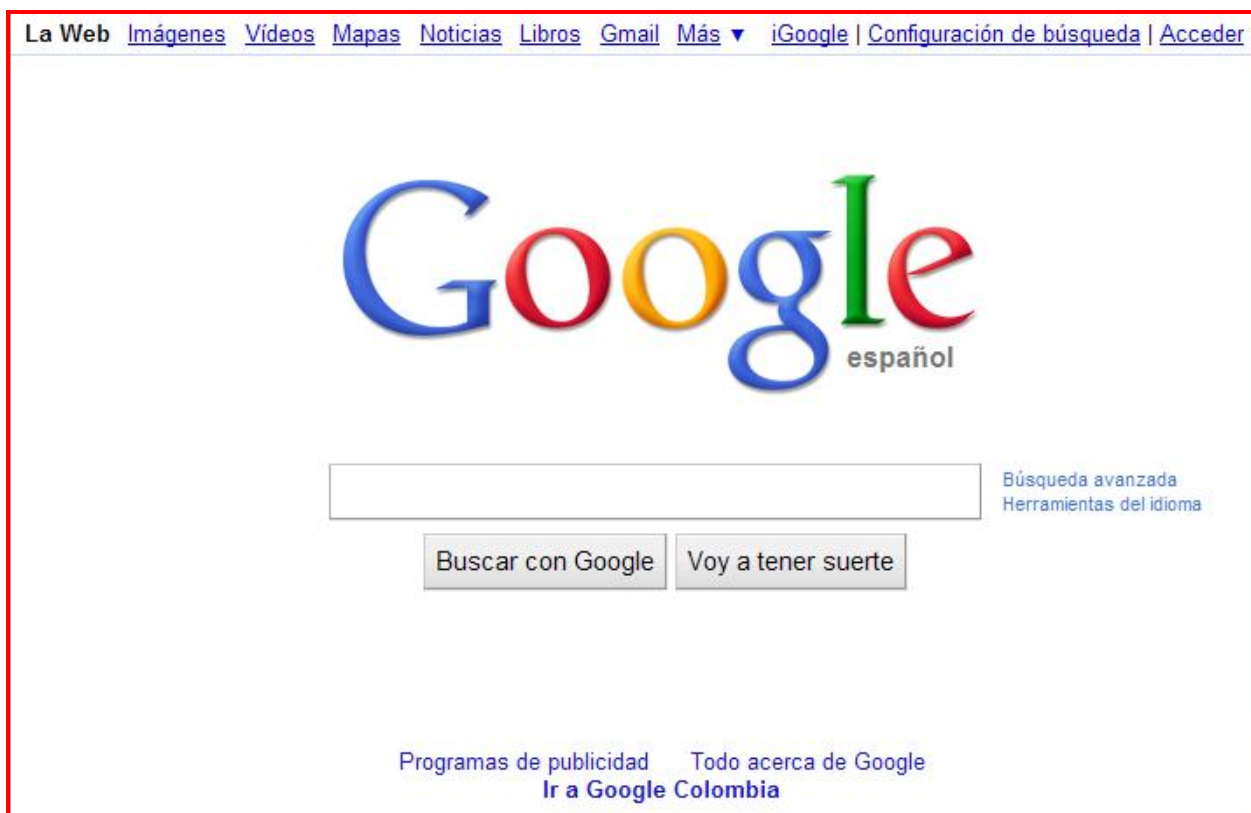 La Web Imágenes Vídeos Mapas Noticias Libros Gmail Más ▼ iGoogle | Configuración de búsqueda | Acceder
Google
español
Búsqueda avanzada
Herramientas del idioma
Buscar con Google Voy a tener suerte
Programas de publicidad Todo acerca de Google
Ir a Google Colombia